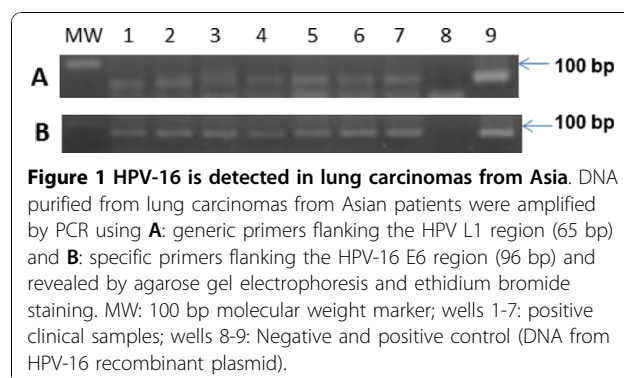 MW 1 2 3 4 5 6 7 8 9
A 100 bp
B 100 bp
Figure 1 HPV-16 is detected in lung carcinomas from Asia. DNA
purified from lung carcinomas from Asian patients were amplified
by PCR using A: generic primers flanking the HPV L1 region (65 bp)
and B: specific primers flanking the HPV-16 E6 region (96 bp) and
revealed by agarose gel electrophoresis and ethidium bromide
staining. MW: 100 bp molecular weight marker; wells 1-7: positive
clinical samples; wells 8-9: Negative and positive control (DNA from
HPV-16 recombinant plasmid).